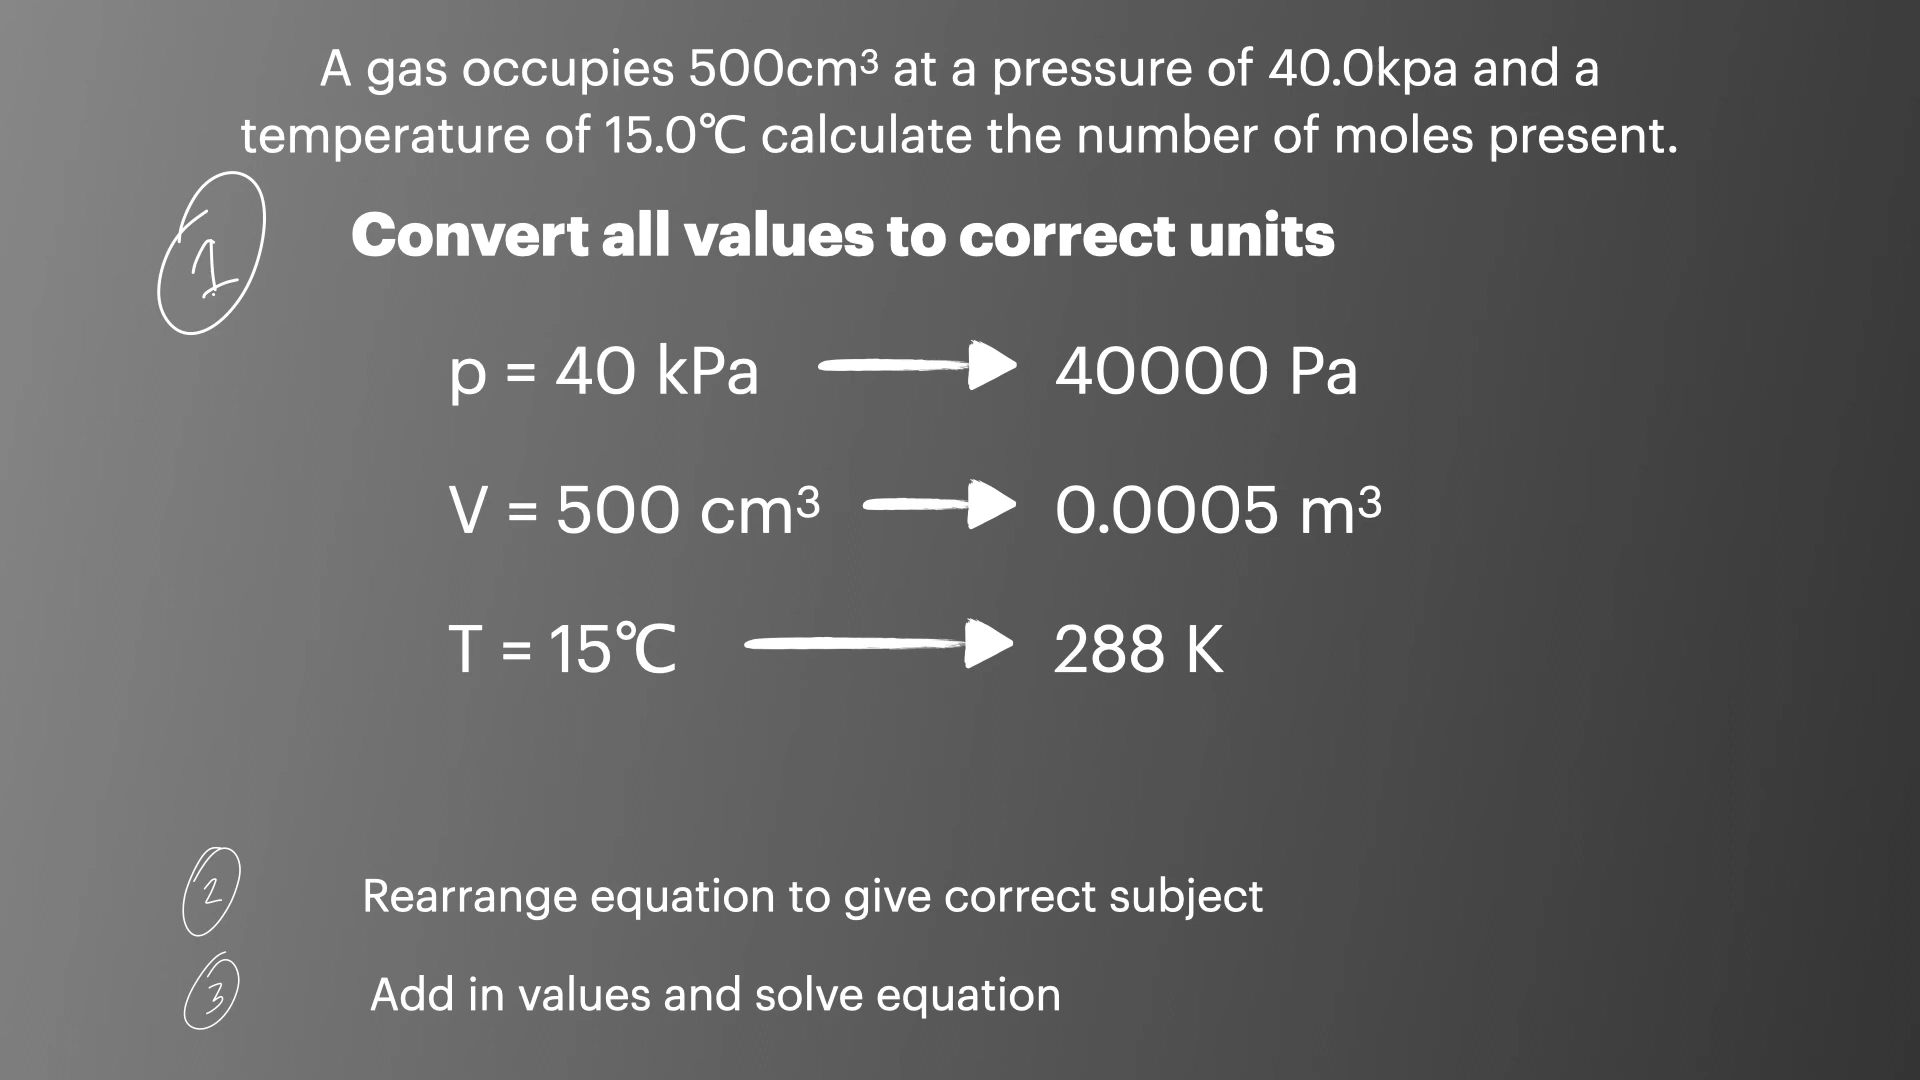 A gas occupies 500cm³ at a pressure of 40.0kpa and a
temperature of 15.0℃ calculate the number of moles present.
1
Convert all values to correct units
p = 40 kPa 40000 Pa
V = 500 cm³ 0.0005 m³
T = 15℃ 288 K
2 Rearrange equation to give correct subject
3 Add in values and solve equation